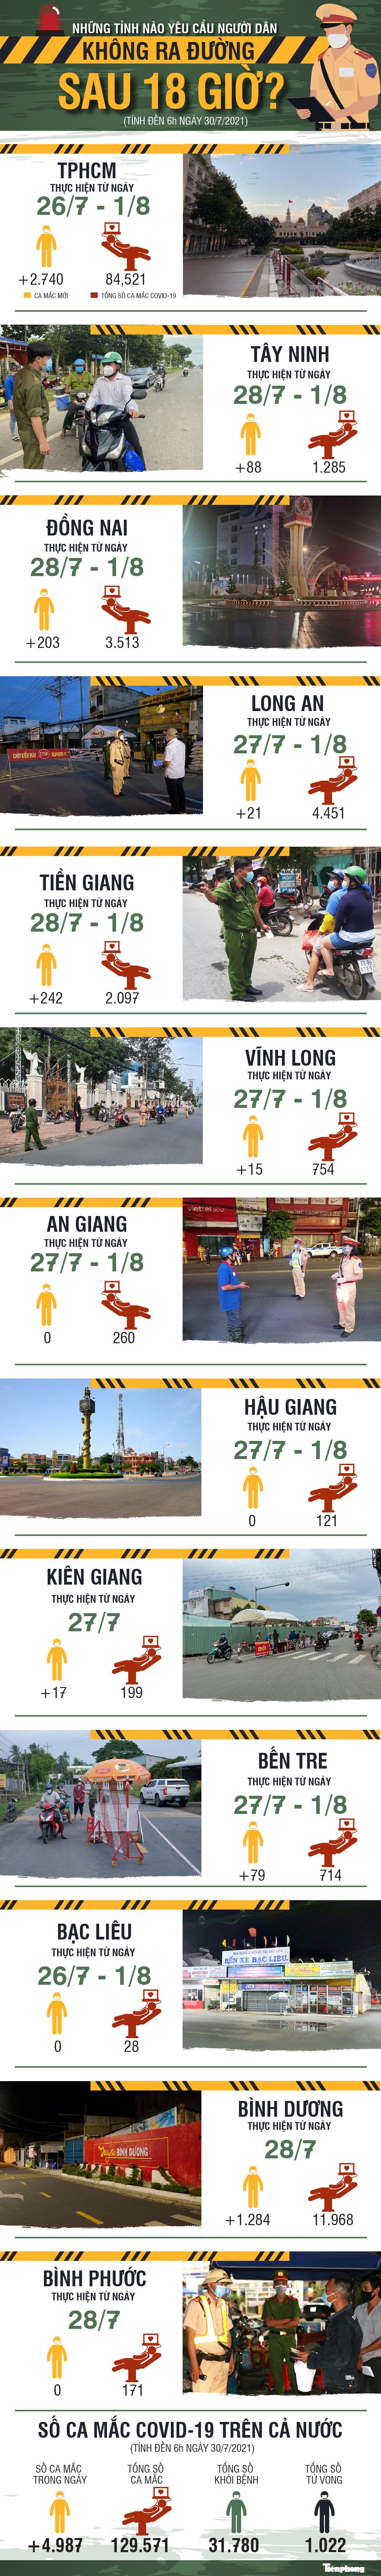 NHỮNG TỈNH NÀO YÊU CẦU NGƯỜI DÂN
KHÔNG RA ĐƯỜNG
SAU 18 GIỜ?
(TÍNH ĐẾN 6h NGÀY 30/7/2021)
TPHCM
THỰC HIỆN TỪ NGÀY
26/7 - 1/8
+2.740 84,521
CA MẮC MỚI TỔNG SỐ CA MẮC COVID-19
TÂY NINH
THỰC HIỆN TỪ NGÀY
28/7 - 1/8
+88 1.285
ĐỒNG NAI
THỰC HIỆN TỪ NGÀY
28/7 - 1/8
+203 3.513
LONG AN
THỰC HIỆN TỪ NGÀY
27/7 - 1/8
+21 4.451
TIỀN GIANG
THỰC HIỆN TỪ NGÀY
28/7 - 1/8
+242 2.097
VĨNH LONG
THỰC HIỆN TỪ NGÀY
27/7 - 1/8
+15 754
AN GIANG
THỰC HIỆN TỪ NGÀY
27/7 - 1/8
0 260
HẬU GIANG
THỰC HIỆN TỪ NGÀY
27/7 - 1/8
0 121
KIÊN GIANG
THỰC HIỆN TỪ NGÀY
27/7
+17 199
BẾN TRE
THỰC HIỆN TỪ NGÀY
27/7 - 1/8
+79 714
BẠC LIÊU
THỰC HIỆN TỪ NGÀY
26/7 - 1/8
BẾN XE BẠC LIÊU
0 28
BÌNH DƯƠNG
THỰC HIỆN TỪ NGÀY
28/7
BÌNH DƯƠNG
+1.284 11.968
BÌNH PHƯỚC
THỰC HIỆN TỪ NGÀY
28/7
0 171
SỐ CA MẮC COVID-19 TRÊN CẢ NƯỚC
(TÍNH ĐẾN 6h NGÀY 30/7/2021)
SỐ CA MẮC TỔNG SỐ TỔNG SỐ TỔNG SỐ
TRONG NGÀY CA MẮC KHỎI BỆNH TỬ VONG
+4.987 129.571 31.780 1.022
Tiềnphong